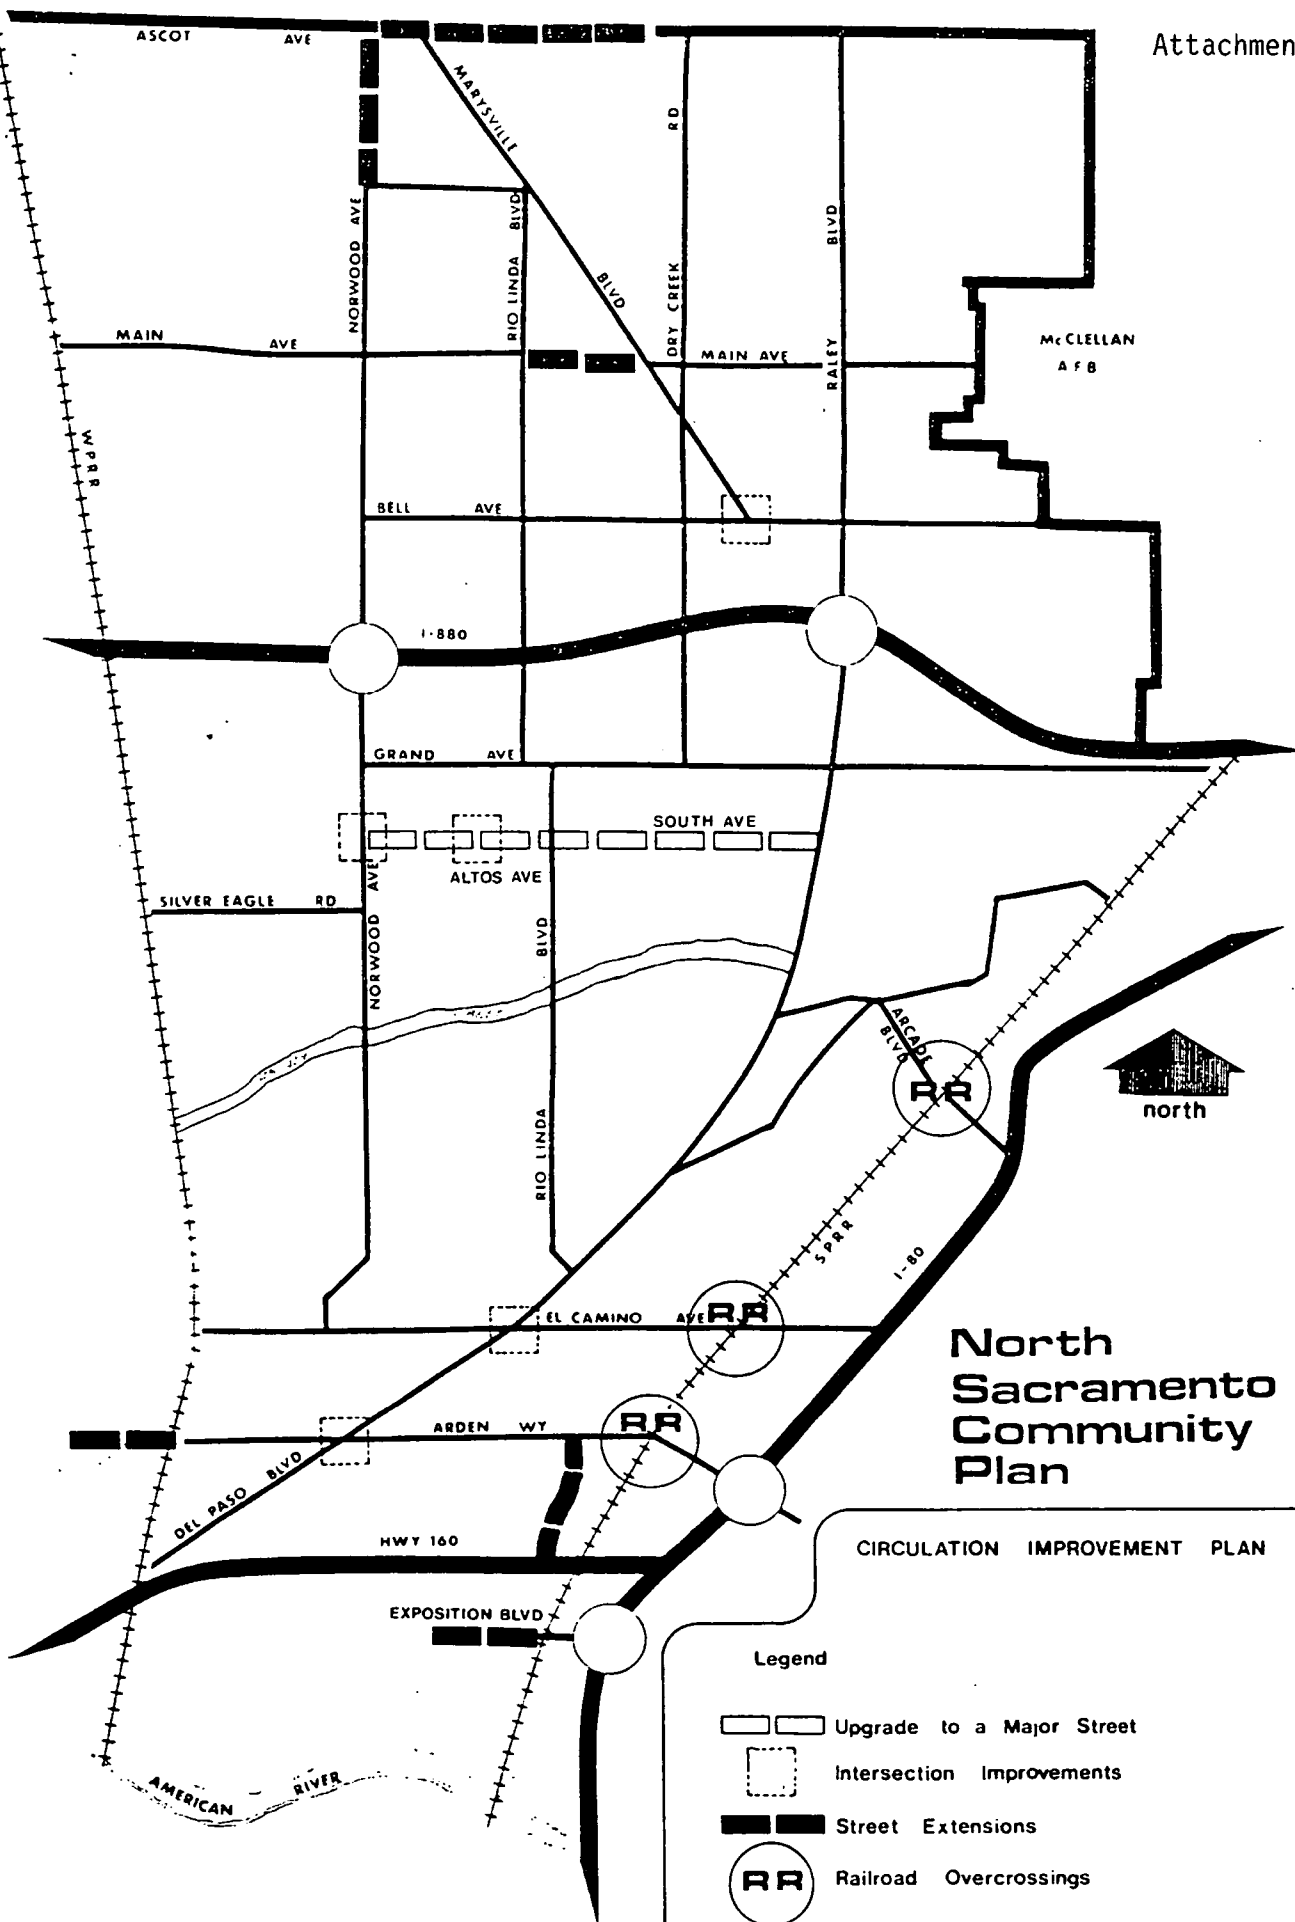 Attachmen
ASCOT AVE
MARYSVILLE
BLVD
RD
DRY CREEK
BLVD
RALEY
NORWOOD AVE
RIO LINDA BLVD
MAIN AVE
MAIN AVE
McCLELLAN
AFB
WPRR
BELL AVE
I-880
GRAND AVE
SOUTH AVE
ALTOS AVE
SILVER EAGLE RD
NORWOOD AVE
RIO LINDA BLVD
ARCADE
BLVD
RR
north
SPRR
I-80
EL CAMINO AVE
RR
North
Sacramento
Community
Plan
ARDEN WY
RR
DEL PASO BLVD
HWY 160
CIRCULATION IMPROVEMENT PLAN
EXPOSITION BLVD
Legend
Upgrade to a Major Street
Intersection Improvements
Street Extensions
RR Railroad Overcrossings
AMERICAN RIVER